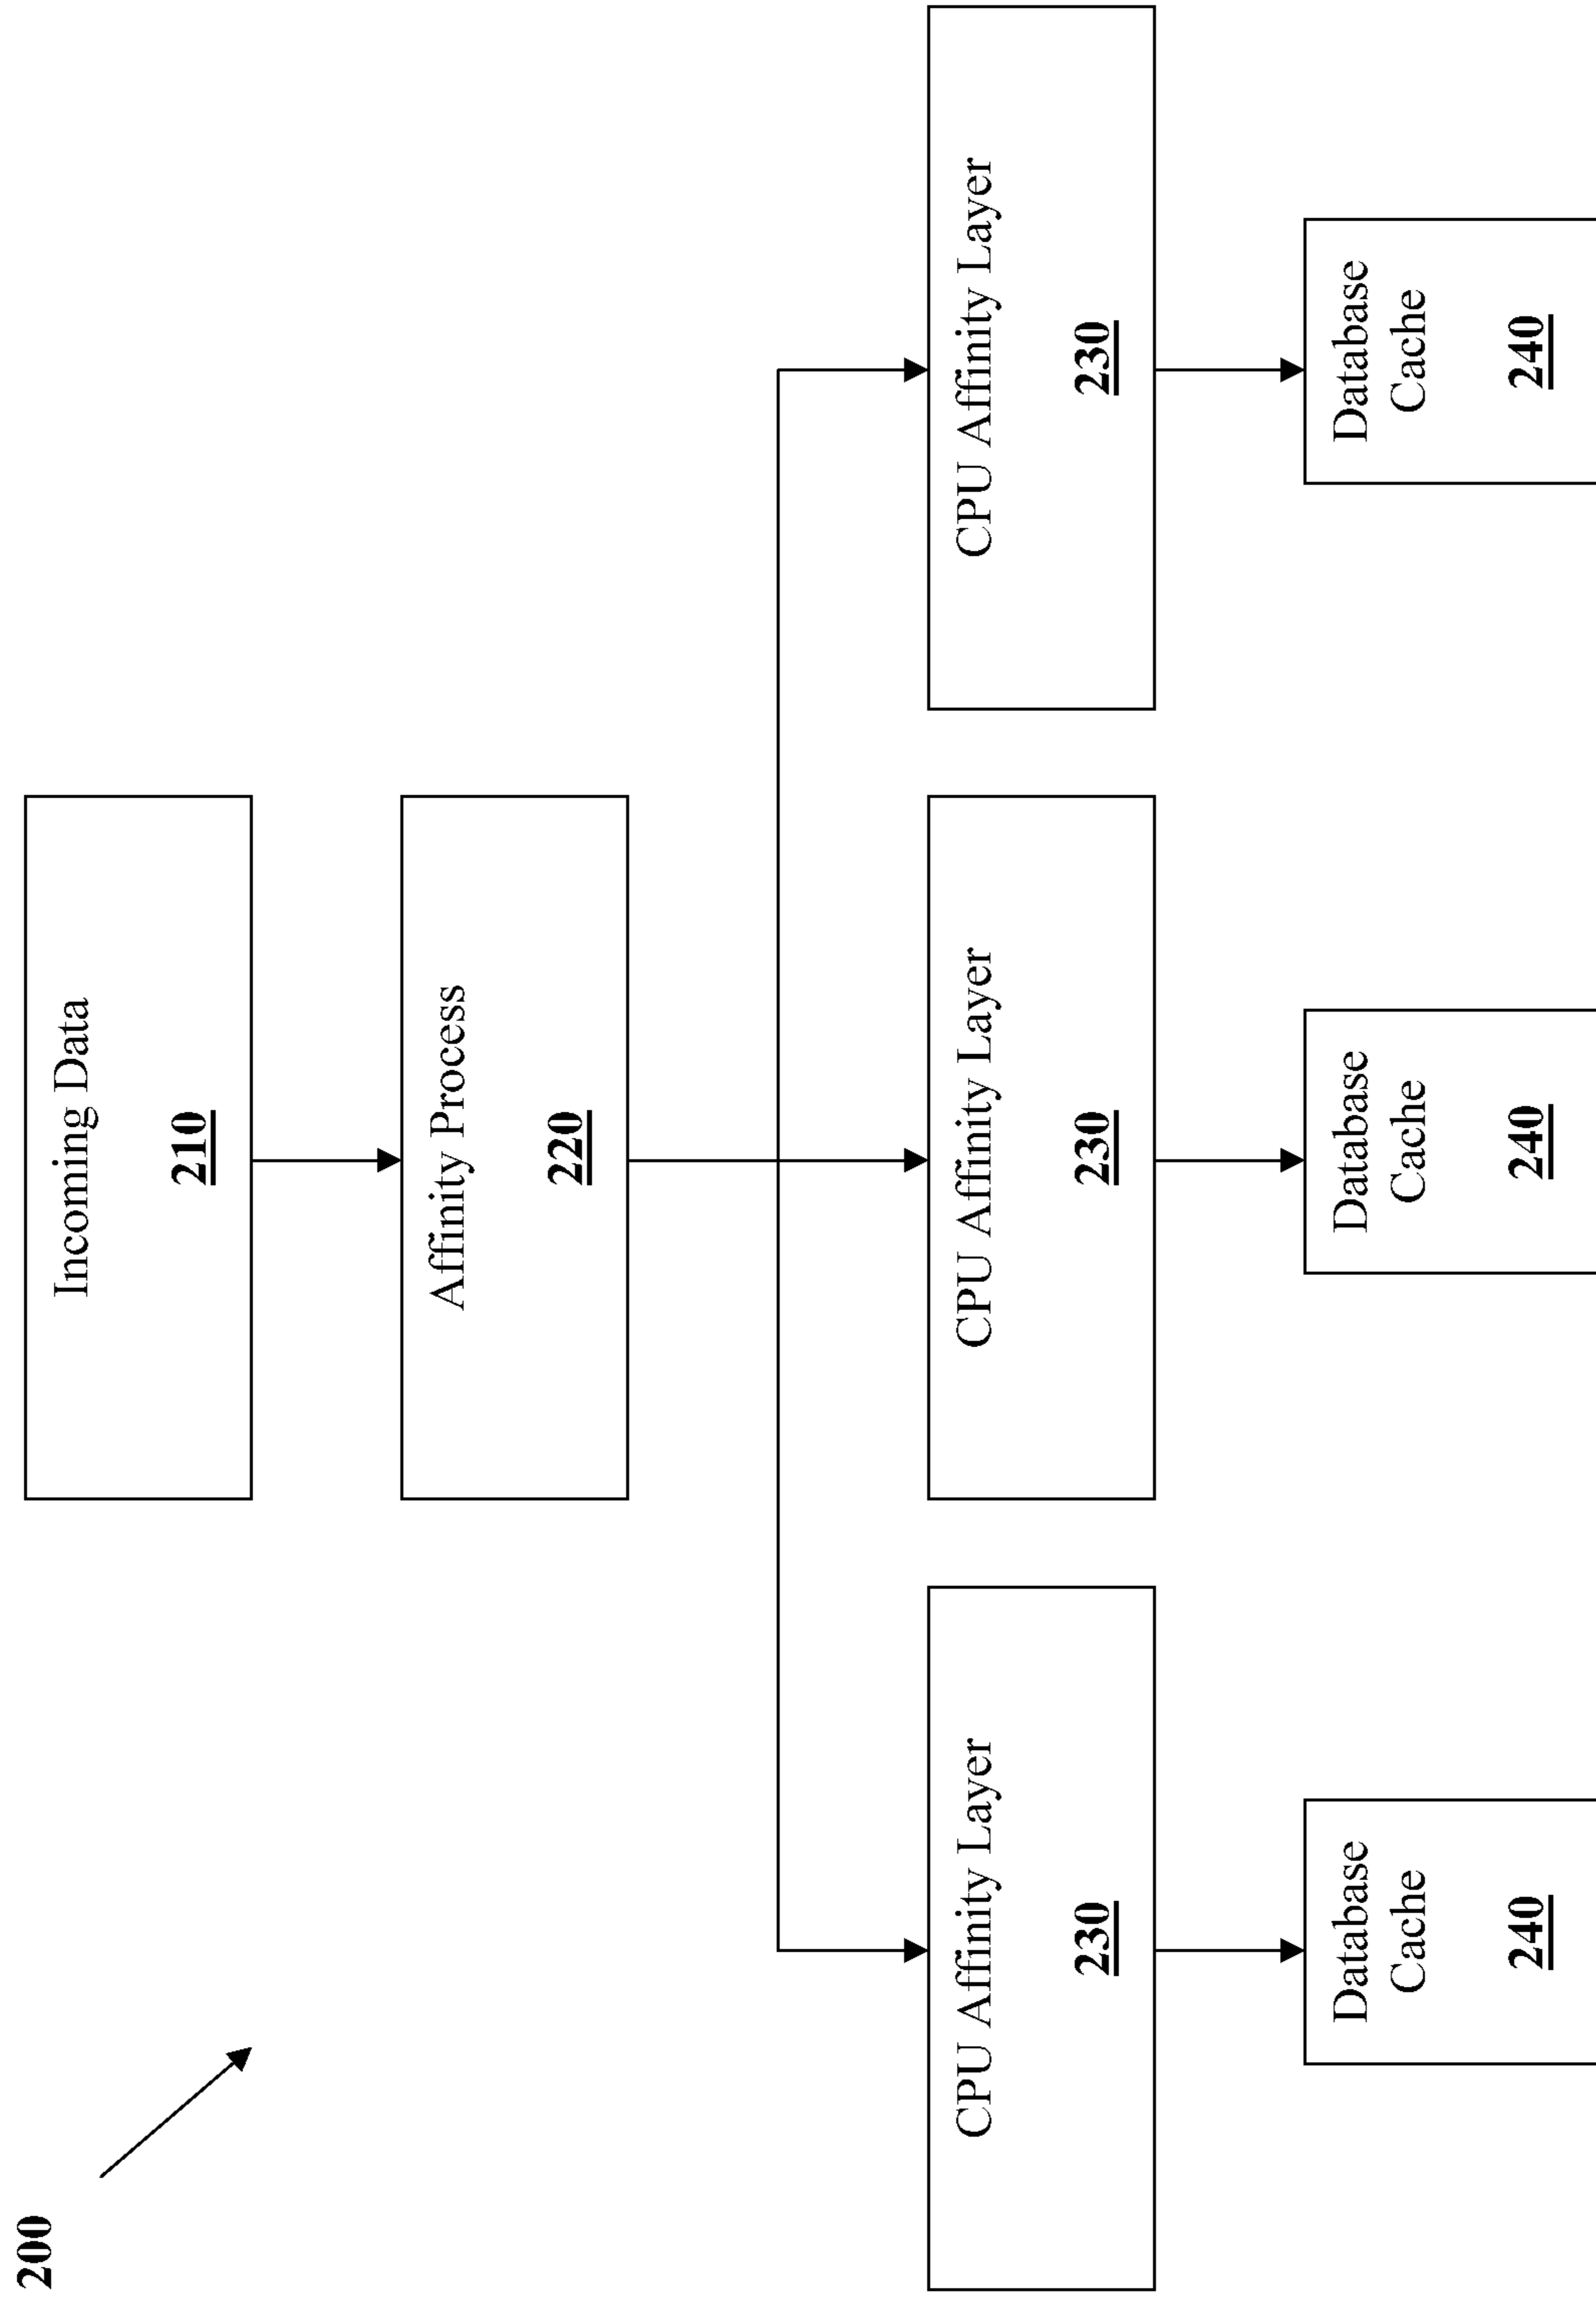 200
Incoming Data
210
Affinity Process
220
CPU Affinity Layer
230
CPU Affinity Layer
230
CPU Affinity Layer
230
Database
Cache
240
Database
Cache
240
Database
Cache
240